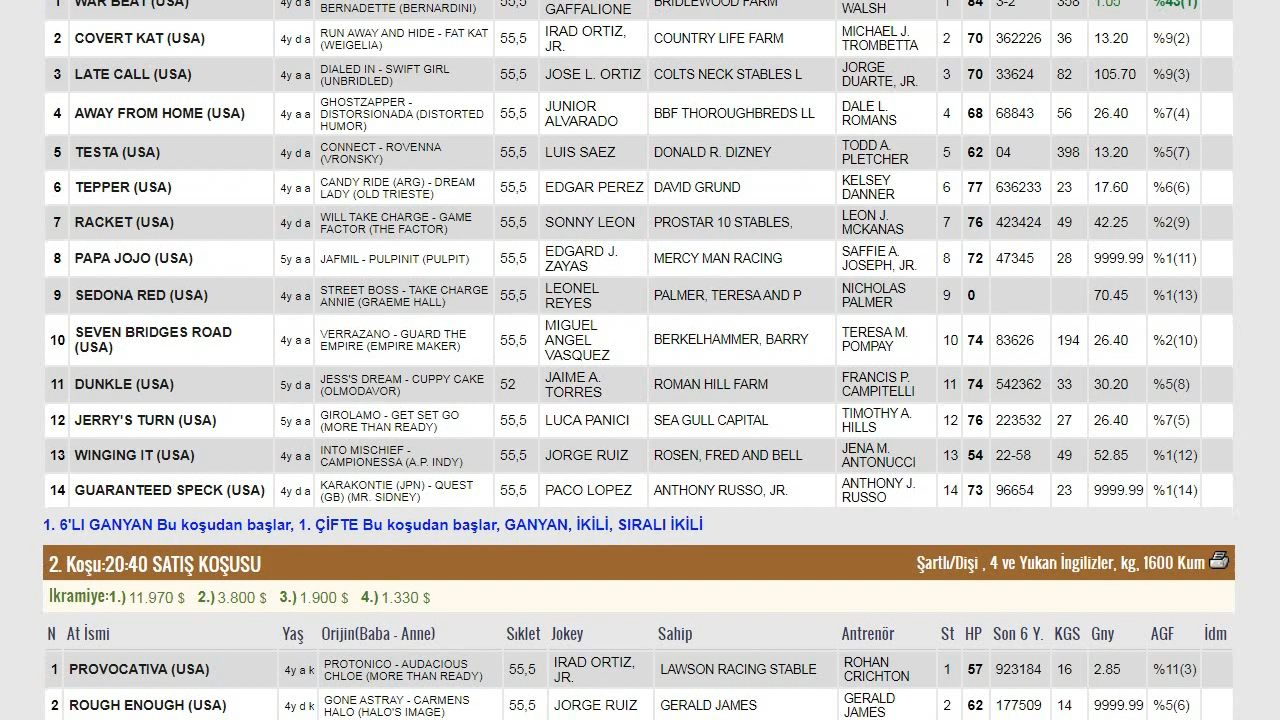 1 WAR BEAT (USA) 4y d a BERNADETTE (BERNARDINI) 55,5 GAFFALIONE BRIDLEWOOD FARM WALSH 1 84 3-2 358 1.05 %43(1)
2 COVERT KAT (USA) 4y d a RUN AWAY AND HIDE - FAT KAT (WEIGELIA) 55,5 IRAD ORTIZ, JR. COUNTRY LIFE FARM MICHAEL J. TROMBETTA 2 70 362226 36 13.20 %9(2)
3 LATE CALL (USA) 4y a a DIALED IN - SWIFT GIRL (UNBRIDLED) 55,5 JOSE L. ORTIZ COLTS NECK STABLES L JORGE DUARTE, JR. 3 70 33624 82 105.70 %9(3)
4 AWAY FROM HOME (USA) 4y a a GHOSTZAPPER - DISTORSIONADA (DISTORTED HUMOR) 55,5 JUNIOR ALVARADO BBF THOROUGHBREDS LL DALE L. ROMANS 4 68 68843 56 26.40 %7(4)
5 TESTA (USA) 4y d a CONNECT - ROVENNA (VRONSKY) 55,5 LUIS SAEZ DONALD R. DIZNEY TODD A. PLETCHER 5 62 04 398 13.20 %5(7)
6 TEPPER (USA) 4y a a CANDY RIDE (ARG) - DREAM LADY (OLD TRIESTE) 55,5 EDGAR PEREZ DAVID GRUND KELSEY DANNER 6 77 636233 23 17.60 %6(6)
7 RACKET (USA) 4y d a WILL TAKE CHARGE - GAME FACTOR (THE FACTOR) 55,5 SONNY LEON PROSTAR 10 STABLES, LEON J. MCKANAS 7 76 423424 49 42.25 %2(9)
8 PAPA JOJO (USA) 5y a a JAFMIL - PULPINIT (PULPIT) 55,5 EDGARD J. ZAYAS MERCY MAN RACING SAFFIE A. JOSEPH, JR. 8 72 47345 28 9999.99 %1(11)
9 SEDONA RED (USA) 4y a a STREET BOSS - TAKE CHARGE ANNIE (GRAEME HALL) 55,5 LEONEL REYES PALMER, TERESA AND P NICHOLAS PALMER 9 0 70.45 %1(13)
10 SEVEN BRIDGES ROAD (USA) 4y a a VERRAZANO - GUARD THE EMPIRE (EMPIRE MAKER) 55,5 MIGUEL ANGEL VASQUEZ BERKELHAMMER, BARRY TERESA M. POMPAY 10 74 83626 194 26.40 %2(10)
11 DUNKLE (USA) 5y d a JESS'S DREAM - CUPPY CAKE (OLMODAVOR) 52 JAIME A. TORRES ROMAN HILL FARM FRANCIS P. CAMPITELLI 11 74 542362 33 30.20 %5(8)
12 JERRY'S TURN (USA) 5y a a GIROLAMO - GET SET GO (MORE THAN READY) 55,5 LUCA PANICI SEA GULL CAPITAL TIMOTHY A. HILLS 12 76 223532 27 26.40 %7(5)
13 WINGING IT (USA) 4y a a INTO MISCHIEF - CAMPIONESSA (A.P. INDY) 55,5 JORGE RUIZ ROSEN, FRED AND BELL JENA M. ANTONUCCI 13 54 22-58 49 52.85 %1(12)
14 GUARANTEED SPECK (USA) 4y d a KARAKONTIE (JPN) - QUEST (GB) (MR. SIDNEY) 55,5 PACO LOPEZ ANTHONY RUSSO, JR. ANTHONY J. RUSSO 14 73 96654 23 9999.99 %1(14)
1. 6'LI GANYAN Bu koşudan başlar, 1. ÇİFTE Bu koşudan başlar, GANYAN, İKİLİ, SIRALI İKİLİ
2. Koşu:20:40 SATIŞ KOŞUSU Şartlı/Dişi , 4 ve Yukarı İngilizler, kg, 1600 Kum
İkramiye:1.) 11.970 $ 2.) 3.800 $ 3.) 1.900 $ 4.) 1.330 $
N At İsmi Yaş Orijin(Baba - Anne) Sıklet Jokey Sahip Antrenör St HP Son 6 Y. KGS Gny AGF İdm
1 PROVOCATIVA (USA) 4y a k PROTONICO - AUDACIOUS CHLOE (MORE THAN READY) 55,5 IRAD ORTIZ, JR. LAWSON RACING STABLE ROHAN CRICHTON 1 57 923184 16 2.85 %11(3)
2 ROUGH ENOUGH (USA) 4y d k GONE ASTRAY - CARMENS HALO (HALO'S IMAGE) 55,5 JORGE RUIZ GERALD JAMES GERALD JAMES 2 62 177509 14 9999.99 %5(6)